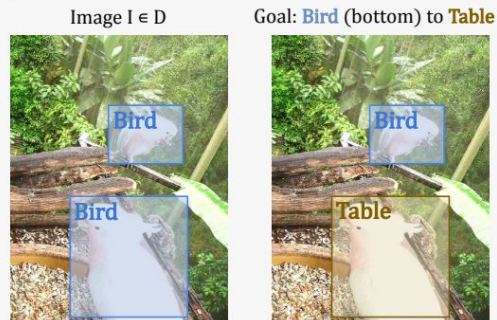 Image I ∈ D
Goal: Bird (bottom) to Table
Bird
Bird
Bird
Table